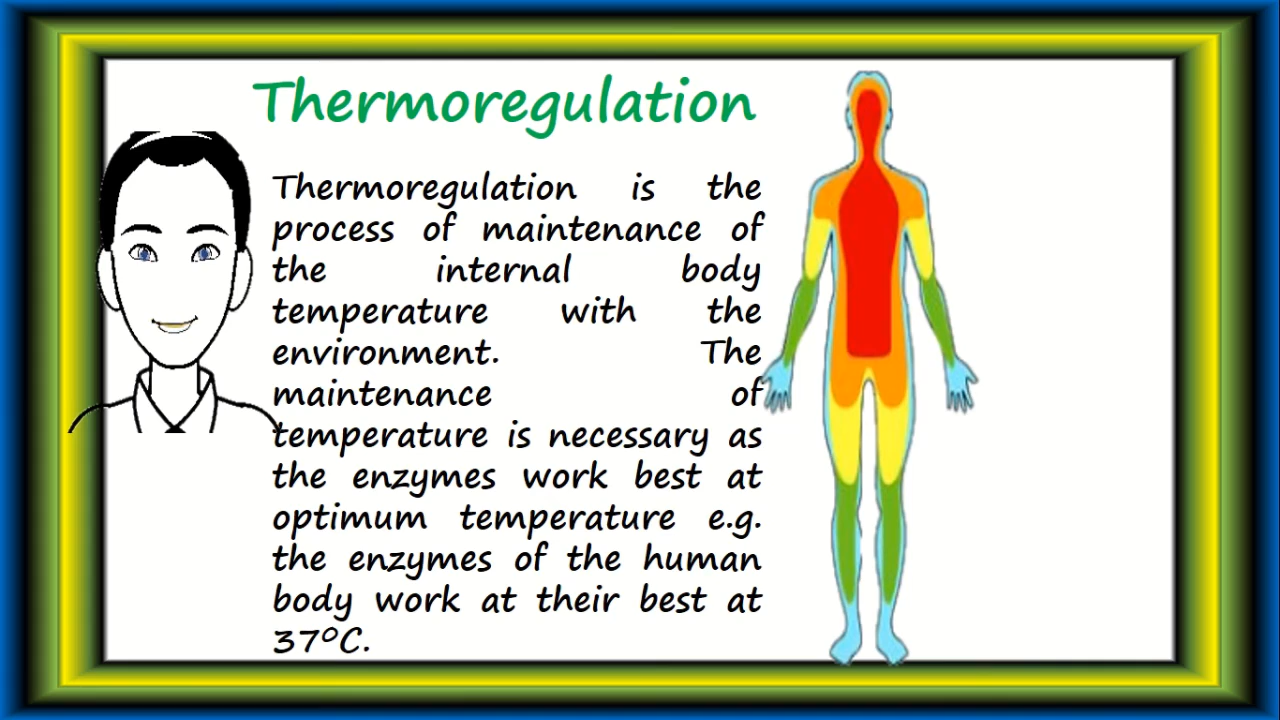 Thermoregulation
Thermoregulation is the
process of maintenance of
the internal body
temperature with the
environment. The
maintenance of
temperature is necessary as
the enzymes work best at
optimum temperature e.g.
the enzymes of the human
body work at their best at
37ºC.